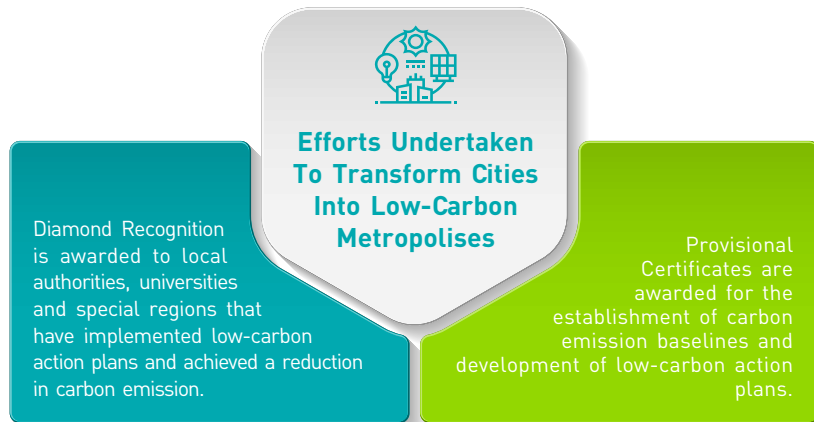 Efforts Undertaken
To Transform Cities
Into Low-Carbon
Metropolises
Diamond Recognition
is awarded to local
authorities, universities
and special regions that
have implemented low-carbon
action plans and achieved a reduction
in carbon emission.
Provisional
Certificates are
awarded for the
establishment of carbon
emission baselines and
development of low-carbon action
plans.